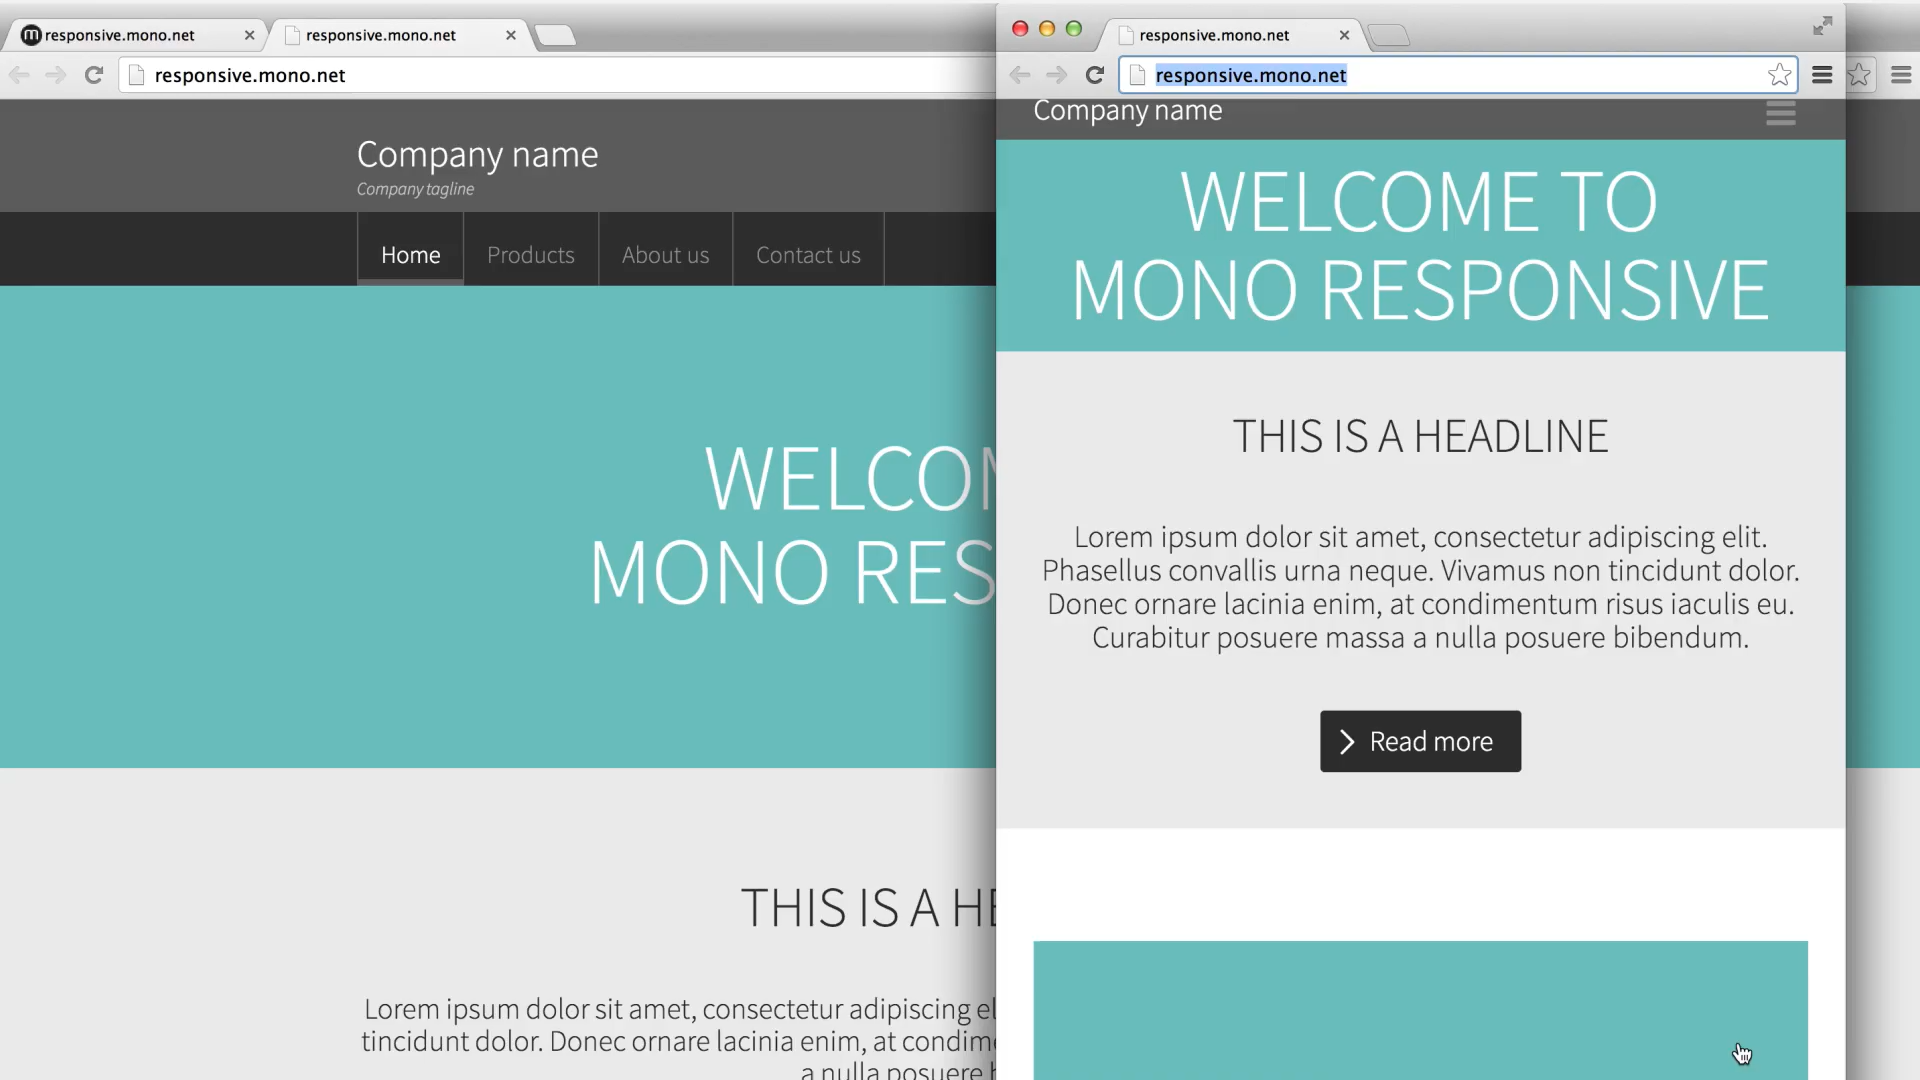 responsive.mono.net
responsive.mono.net
responsive.mono.net
Company name
Company tagline
Home
Products
About us
Contact us
WELCOM
MONO RES
THIS IS A HE
Lorem ipsum dolor sit amet, consectetur adipiscing el
tincidunt dolor. Donec ornare lacinia enim, at condim
a nulla posuere
responsive.mono.net
responsive.mono.net
Company name
WELCOME TO
MONO RESPONSIVE
THIS IS A HEADLINE
Lorem ipsum dolor sit amet, consectetur adipiscing elit.
Phasellus convallis urna neque. Vivamus non tincidunt dolor.
Donec ornare lacinia enim, at condimentum risus iaculis eu.
Curabitur posuere massa a nulla posuere bibendum.
Read more